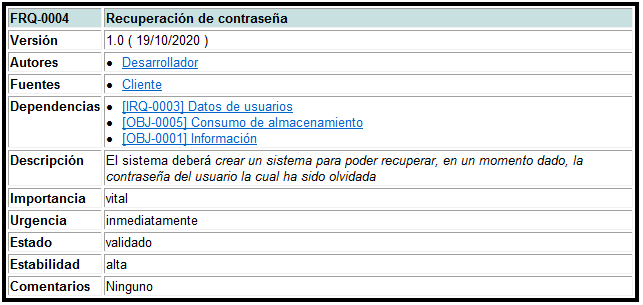 FRQ-0004 Recuperación de contraseña
Versión 1.0 ( 19/10/2020 )
Autores • Desarrollador
Fuentes • Cliente
Dependencias • [IRQ-0003] Datos de usuarios
• [OBJ-0005] Consumo de almacenamiento
• [OBJ-0001] Información
Descripción El sistema deberá crear un sistema para poder recuperar, en un momento dado, la
contraseña del usuario la cual ha sido olvidada
Importancia vital
Urgencia inmediatamente
Estado validado
Estabilidad alta
Comentarios Ninguno